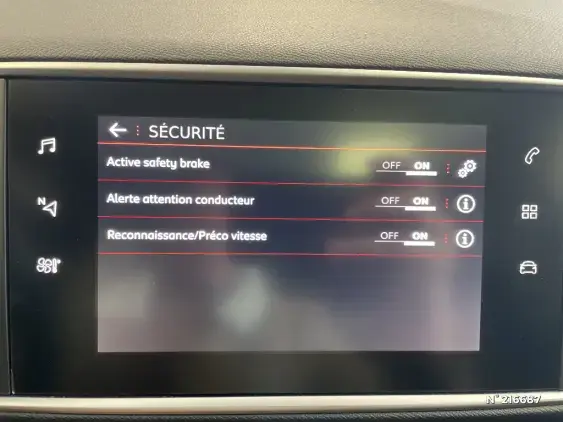 SÉCURITÉ
Active safety brake OFF ON
Alerte attention conducteur OFF ON
Reconnaissance/Préco vitesse OFF ON
N
N° 216687